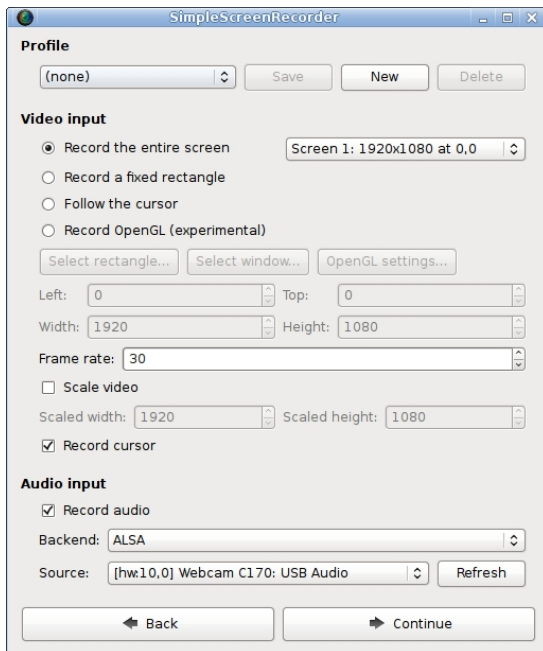 SimpleScreenRecorder
Profile
(none) Save New Delete
Video input
Record the entire screen Screen 1: 1920x1080 at 0,0
Record a fixed rectangle
Follow the cursor
Record OpenGL (experimental)
Select rectangle... Select window... OpenGL settings...
Left: 0 Top: 0
Width: 1920 Height: 1080
Frame rate: 30
Scale video
Scaled width: 1920 Scaled height: 1080
Record cursor
Audio input
Record audio
Backend: ALSA
Source: [hw:10,0] Webcam C170: USB Audio Refresh
Back Continue